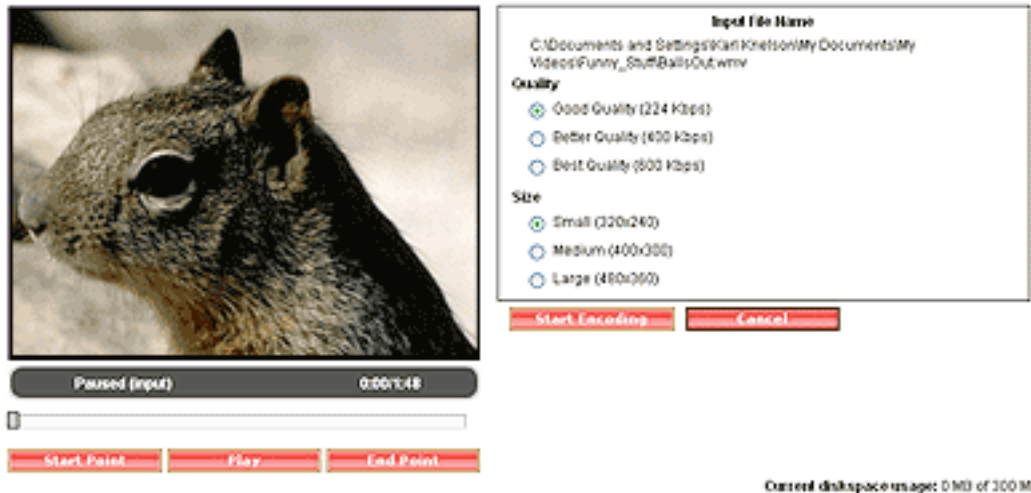 Input File Name
C:\Documents and Settings\Karl Knelson\My Documents\My
Videos\Funny_Stuff\BallsOut.wmv
Quality
Good Quality (224 Kbps)
Better Quality (400 Kbps)
Best Quality (800 Kbps)
Size
Small (320x240)
Medium (400x300)
Large (480x360)
Start Encoding
Cancel
Paused (input)
0:00/1:48
Start Point
Play
End Point
Current diskspace usage: 0 MB of 300 M